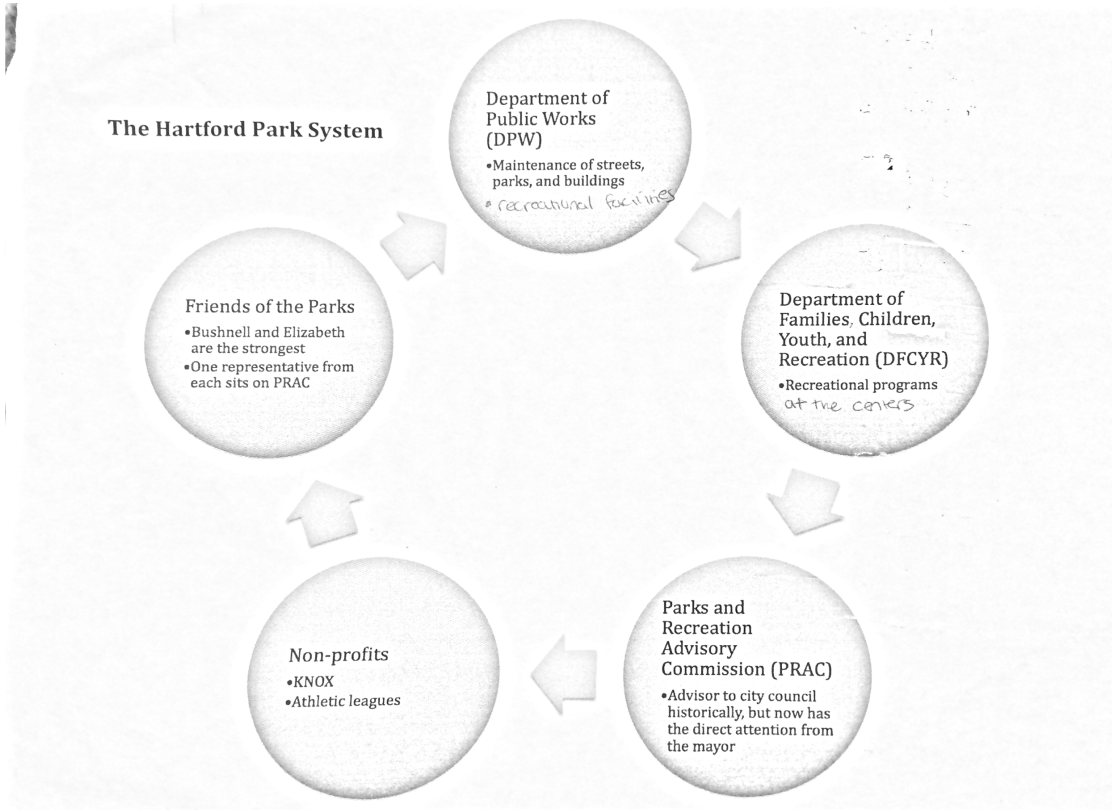 The Hartford Park System
Department of
Public Works
(DPW)
•Maintenance of streets,
parks, and buildings
• recreational facilities
Department of
Families, Children,
Youth, and
Recreation (DFCYR)
•Recreational programs
at the centers
Parks and
Recreation
Advisory
Commission (PRAC)
•Advisor to city council
historically, but now has
the direct attention from
the mayor
Non-profits
•KNOX
•Athletic leagues
Friends of the Parks
•Bushnell and Elizabeth
are the strongest
•One representative from
each sits on PRAC